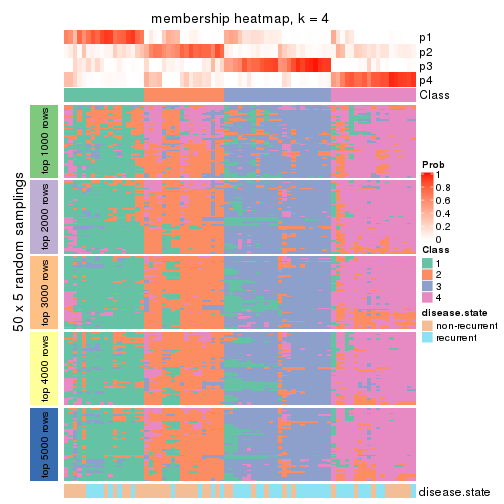 membership heatmap, k = 4
p1
p2
p3
p4
Class
50 x 5 random samplings
top 1000 rows
top 2000 rows
top 3000 rows
top 4000 rows
top 5000 rows
disease.state
Prob
1
0.8
0.6
0.4
0.2
0
Class
1
2
3
4
disease.state
non-recurrent
recurrent